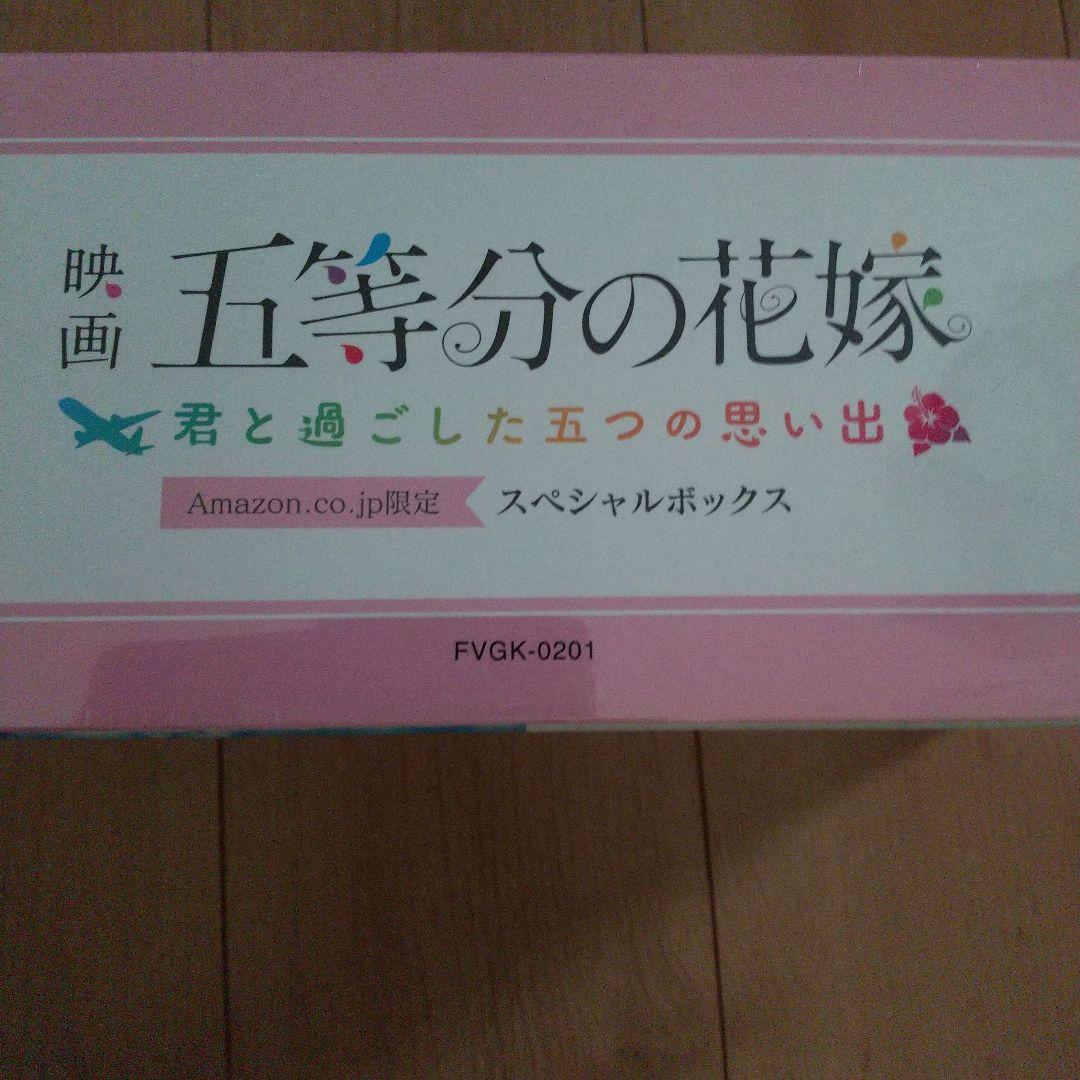 映画 五等分の花嫁
君と過ごした五つの思い出
Amazon.co.jp限定 スペシャルボックス
FVGK-0201